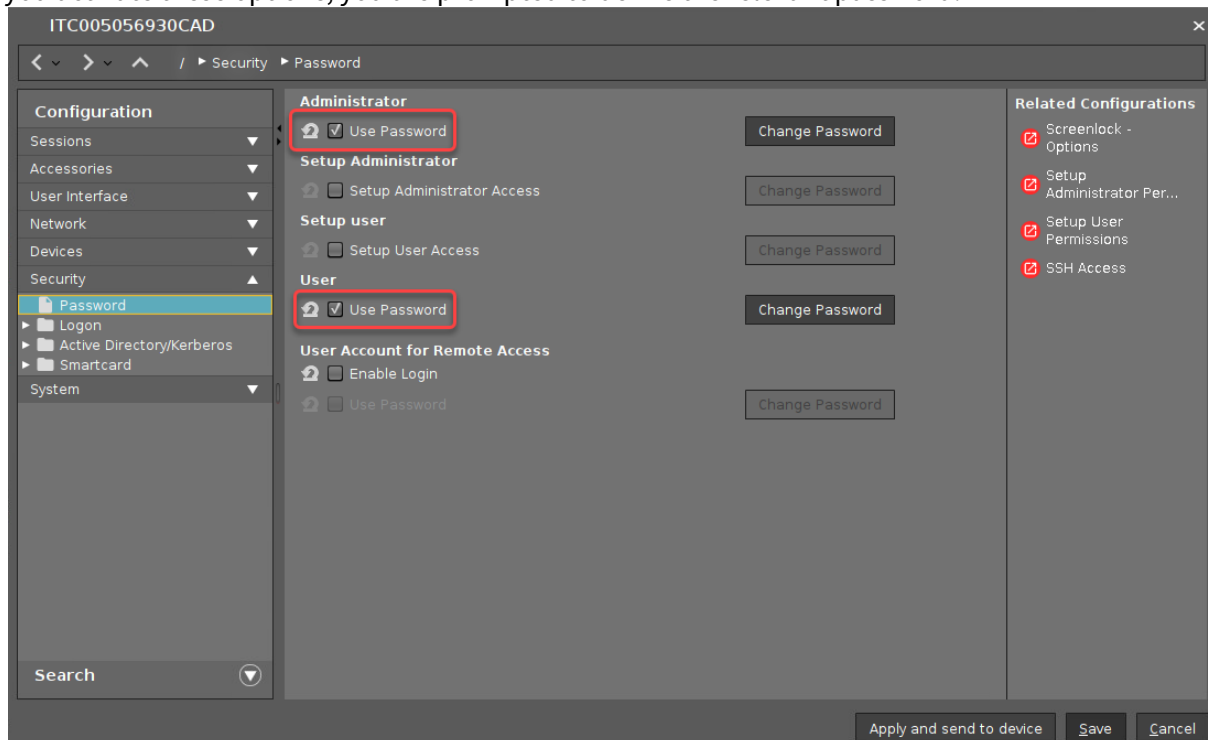 ITC005056930CAD
/ Security Password
Configuration
Sessions
Accessories
User Interface
Network
Devices
Security
Password
Logon
Active Directory/Kerberos
Smartcard
System
Search
Administrator
Use Password
Change Password
Setup Administrator
Setup Administrator Access
Change Password
Setup user
Setup User Access
Change Password
User
Use Password
Change Password
User Account for Remote Access
Enable Login
Use Password
Change Password
Related Configurations
Screenlock -
Options
Setup
Administrator Per...
Setup User
Permissions
SSH Access
Apply and send to device
Save
Cancel